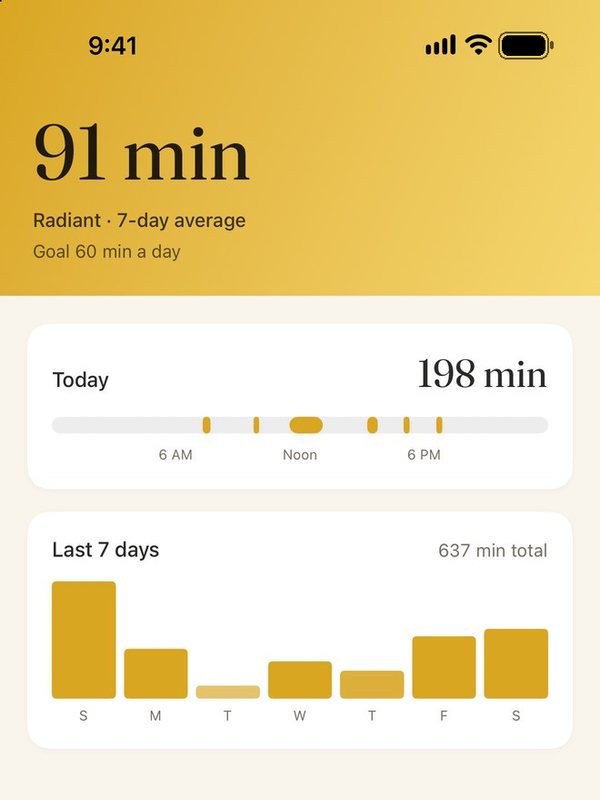 9:41
91 min
Radiant · 7-day average
Goal 60 min a day
Today 198 min
6 AM Noon 6 PM
Last 7 days 637 min total
S M T W T F S